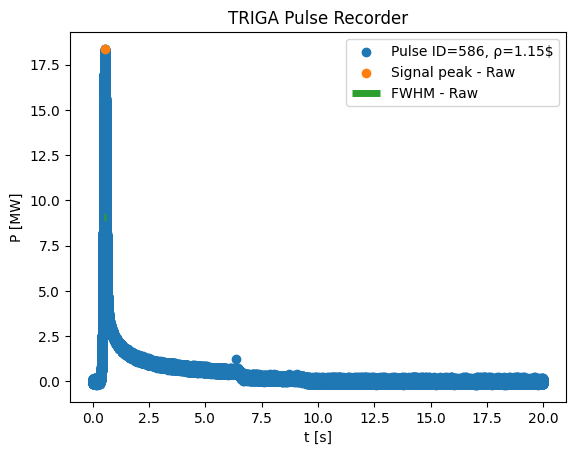 TRIGA Pulse Recorder
Pulse ID=586, ρ=1.15$
Signal peak - Raw
FWHM - Raw
P [MW]
17.5
15.0
12.5
10.0
7.5
5.0
2.5
0.0
0.0 2.5 5.0 7.5 10.0 12.5 15.0 17.5 20.0
t [s]